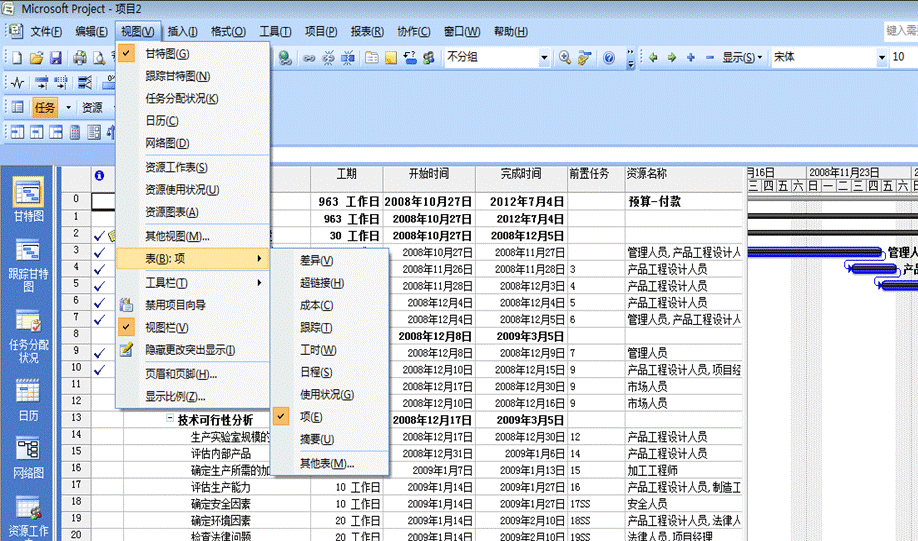 Microsoft Project - 项目2
文件(F) 编辑(E) 视图(V) 插入(I) 格式(O) 工具(T) 项目(P) 报表(R) 协作(C) 窗口(W) 帮助(H) 键入需
不分组 显示(S) 宋体 10
任务 资源
甘特图(G)
跟踪甘特图(N)
任务分配状况(K)
日历(C)
网络图(D)
资源工作表(S)
资源使用状况(U)
资源图表(A)
其他视图(M)...
表(B): 项
工具栏(T)
禁用项目向导
视图栏(V)
隐藏更改突出显示(I)
页眉和页脚(H)...
显示比例(Z)...
差异(V)
超链接(H)
成本(C)
跟踪(T)
工时(W)
日程(S)
使用状况(G)
项(E)
摘要(U)
其他表(M)...
甘特图
跟踪甘特
图
任务分配
状况
日历
网络图
资源工作
工期 开始时间 完成时间 前置任务 资源名称
月16日 2008年11月23日 2
三 四 五 六 日 一 二 三 四 五 六 日
0 963 工作日 2008年10月27日 2012年7月4日 预算-付款
1 963 工作日 2008年10月27日 2012年7月4日
2 30 工作日 2008年10月27日 2008年12月5日
3 2008年10月27日 2008年11月27日 管理人员, 产品工程设计人 管理人
4 2008年11月26日 2008年11月28日 3 产品工程设计人员 产品
5 2008年11月28日 2008年12月3日 4 产品工程设计人员
6 2008年12月4日 2008年12月4日 5 产品工程设计人员
7 2008年12月4日 2008年12月5日 6 管理人员, 产品工程设计人
8 2008年12月8日 2009年3月5日
9 2008年12月8日 2008年12月9日 7 管理人员
10 2008年12月10日 2008年12月15日 9 产品工程设计人员, 项目经
11 2008年12月17日 2008年12月30日 9 市场人员
12 2008年12月10日 2008年12月16日 9 市场人员
13 技术可行性分析 2008年12月17日 2009年3月5日
14 生产实验室规模的 2008年12月17日 2008年12月30日 12 产品工程设计人员
15 评估内部产品 2008年12月31日 2009年1月6日 14 产品工程设计人员
16 确定生产所需的加 2009年1月7日 2009年1月13日 15 加工工程师
17 评估生产能力 10 工作日 2009年1月14日 2009年1月27日 16 产品工程设计人员, 制造工
18 确定安全因素 10 工作日 2009年1月14日 2009年1月27日 17SS 安全人员
19 确定环境因素 20 工作日 2009年1月14日 2009年2月10日 18SS 产品工程设计人员, 法律人
20 检查法律问题 20 工作日 2009年1月14日 2009年2月10日 19SS 法律人员, 项目经理